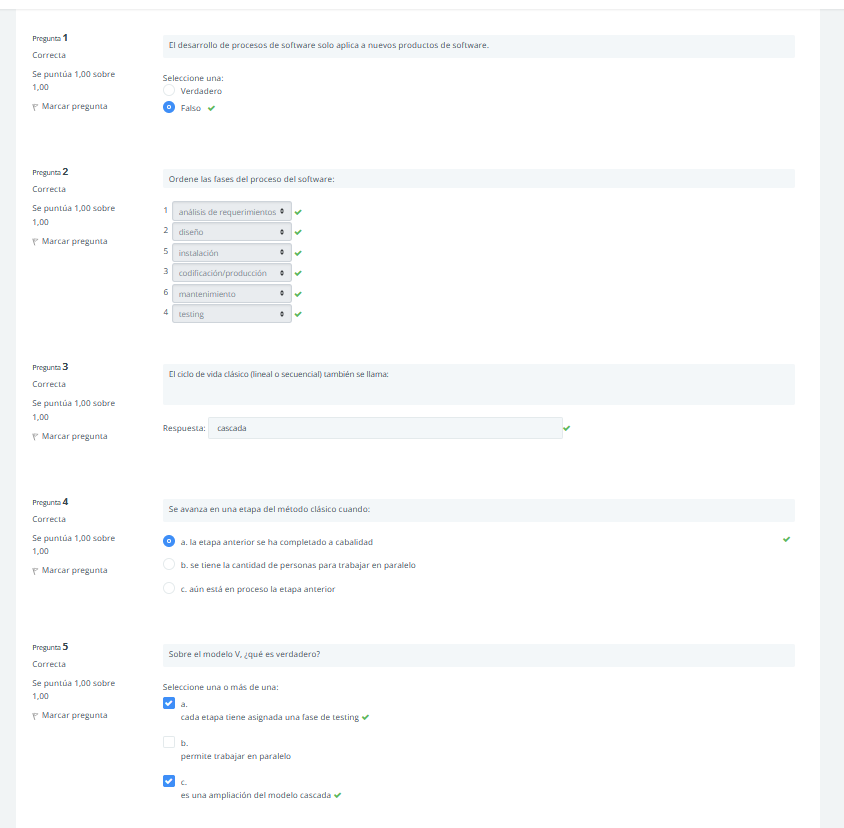 Pregunta 1
Correcta
Se puntúa 1,00 sobre
1,00
Marcar pregunta
El desarrollo de procesos de software solo aplica a nuevos productos de software.
Seleccione una:
Verdadero
Falso
Pregunta 2
Correcta
Se puntúa 1,00 sobre
1,00
Marcar pregunta
Ordene las fases del proceso del software:
1 análisis de requerimientos
2 diseño
5 instalación
3 codificación/producción
6 mantenimiento
4 testing
Pregunta 3
Correcta
Se puntúa 1,00 sobre
1,00
Marcar pregunta
El ciclo de vida clásico (lineal o secuencial) también se llama:
Respuesta: cascada
Pregunta 4
Correcta
Se puntúa 1,00 sobre
1,00
Marcar pregunta
Se avanza en una etapa del método clásico cuando:
a. la etapa anterior se ha completado a cabalidad
b. se tiene la cantidad de personas para trabajar en paralelo
c. aún está en proceso la etapa anterior
Pregunta 5
Correcta
Se puntúa 1,00 sobre
1,00
Marcar pregunta
Sobre el modelo V, ¿qué es verdadero?
Seleccione una o más de una:
a.
cada etapa tiene asignada una fase de testing
b.
permite trabajar en paralelo
c.
es una ampliación del modelo cascada